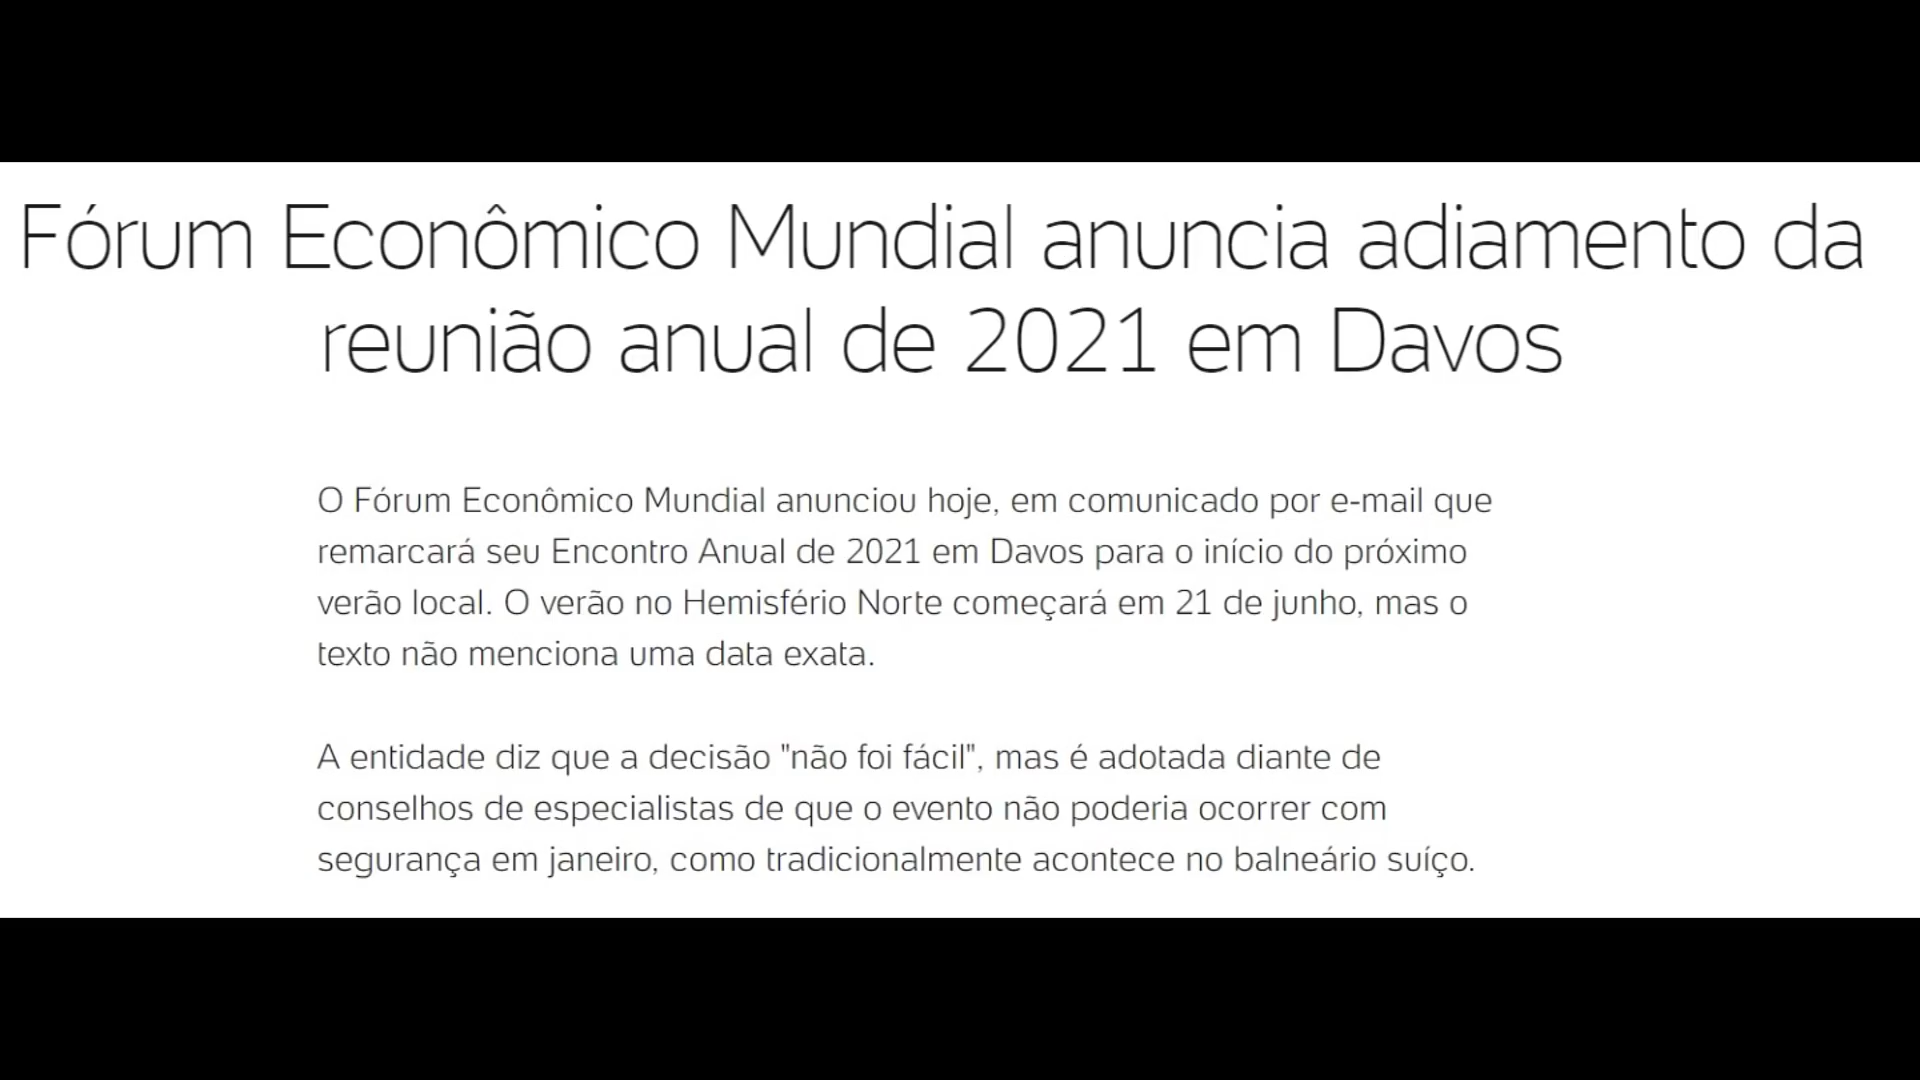 Fórum Econômico Mundial anuncia adiamento da
reunião anual de 2021 em Davos
O Fórum Econômico Mundial anunciou hoje, em comunicado por e-mail que
remarcará seu Encontro Anual de 2021 em Davos para o início do próximo
verão local. O verão no Hemisfério Norte começará em 21 de junho, mas o
texto não menciona uma data exata.
A entidade diz que a decisão "não foi fácil", mas é adotada diante de
conselhos de especialistas de que o evento não poderia ocorrer com
segurança em janeiro, como tradicionalmente acontece no balneário suíço.